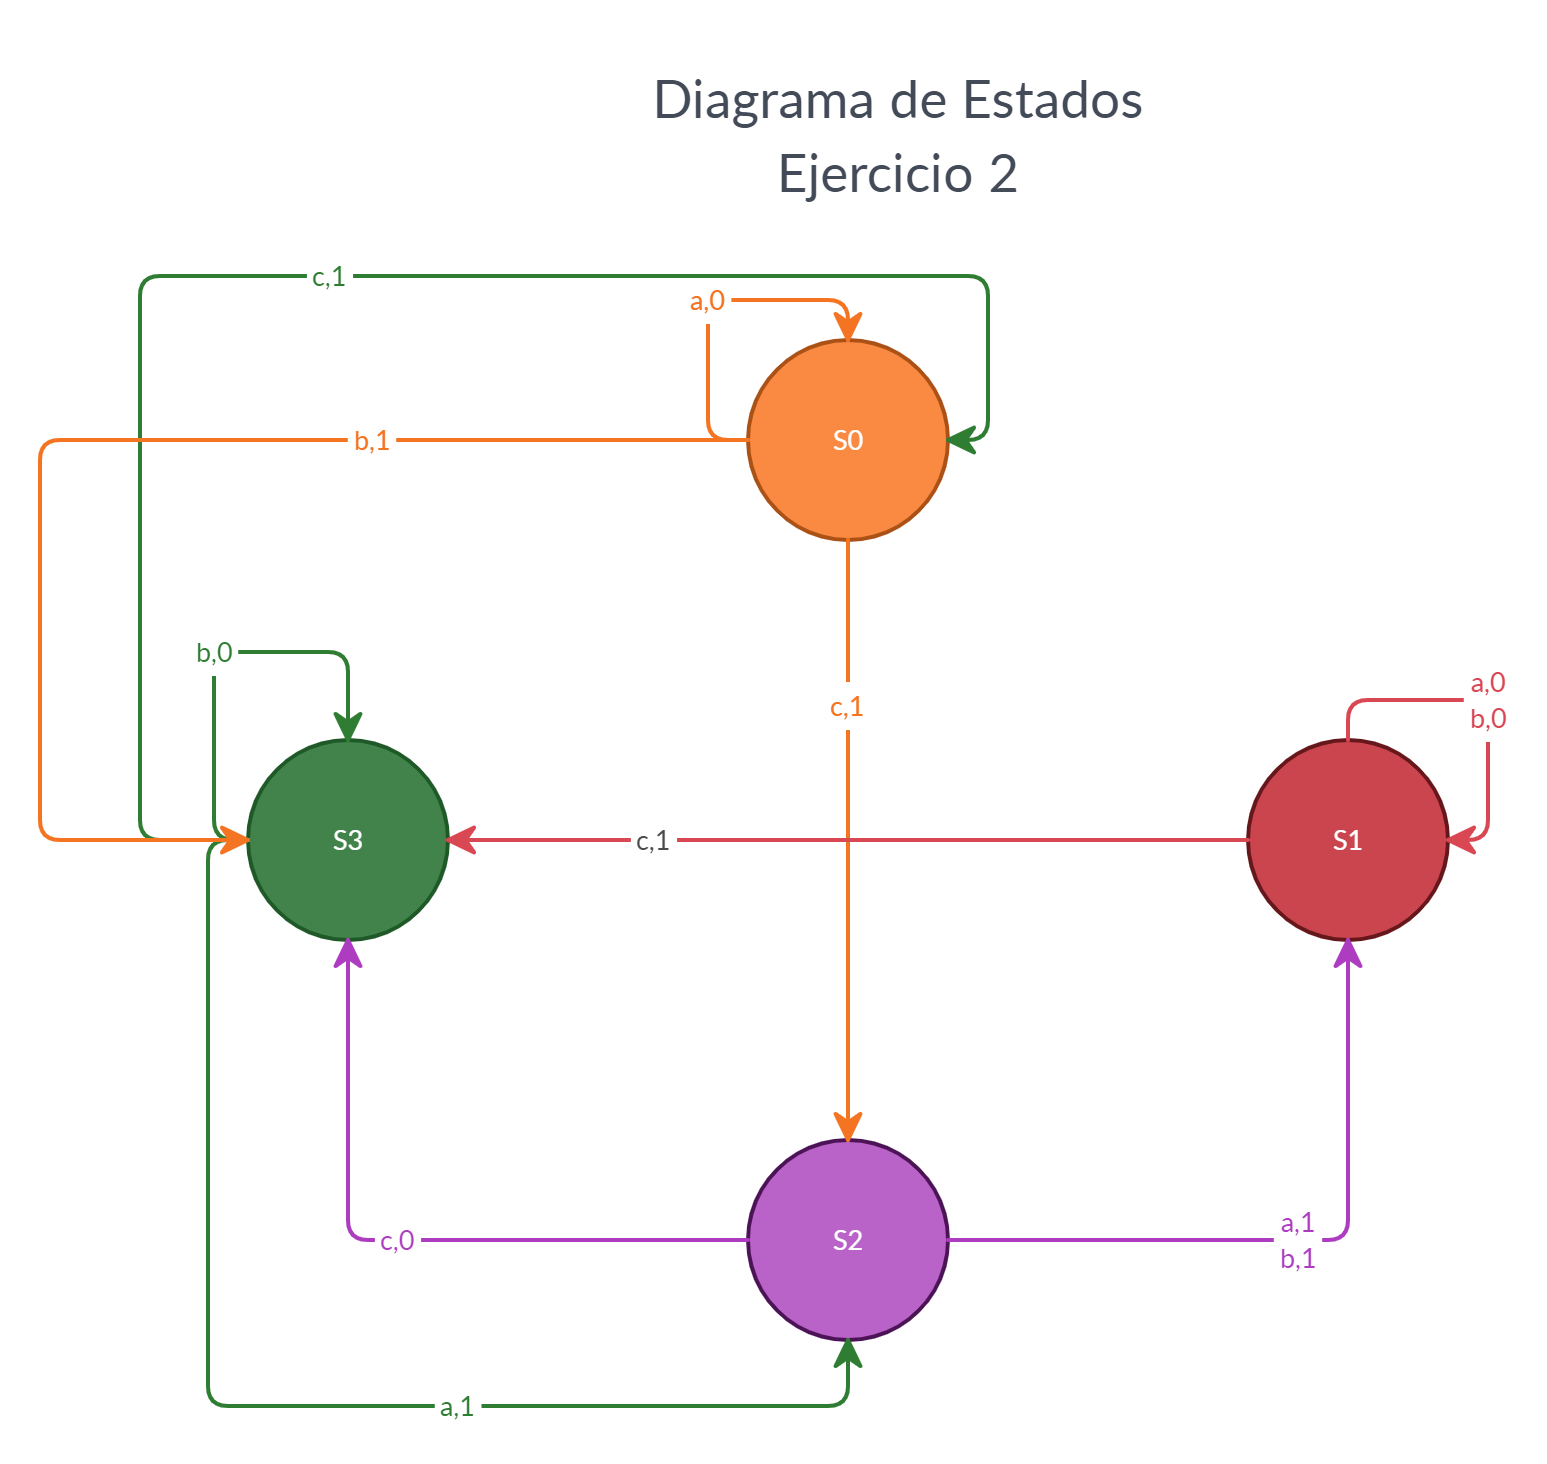 Diagrama de Estados
Ejercicio 2
c,1
a,0
b,1
S0
b,0
a,0
b,0
c,1
S3
c,1
S1
c,0
S2
a,1
b,1
a,1